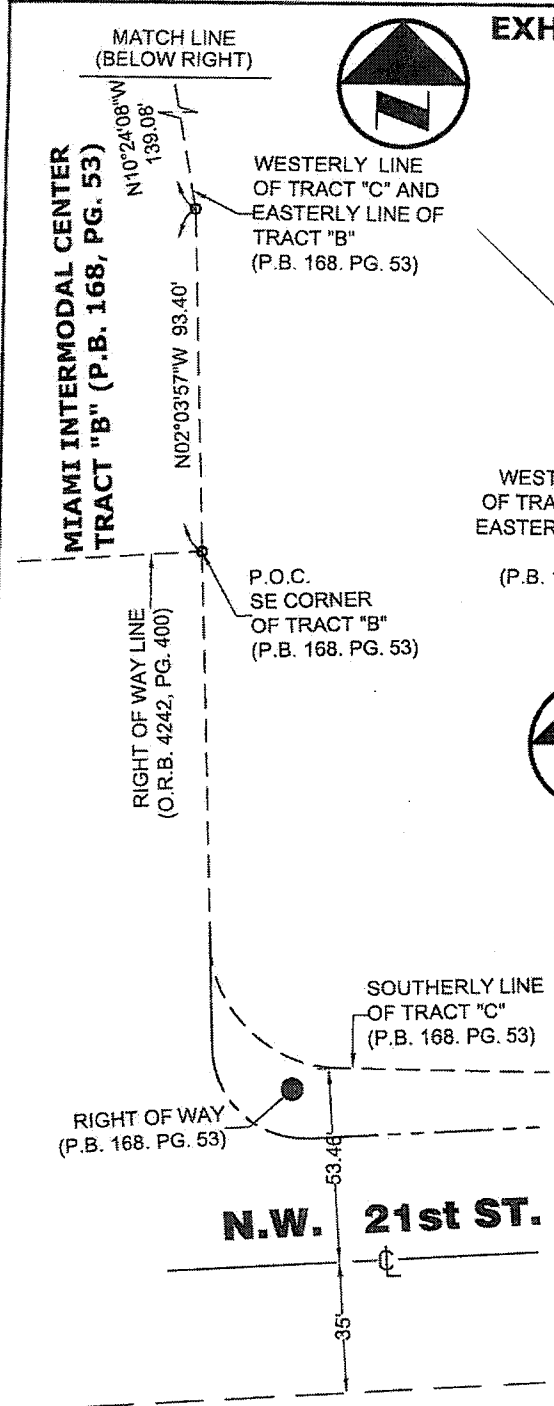 EXH
MATCH LINE
(BELOW RIGHT)
N10°24'08"W
139.08'
WESTERLY LINE
OF TRACT "C" AND
EASTERLY LINE OF
TRACT "B"
(P.B. 168. PG. 53)
MIAMI INTERMODAL CENTER
TRACT "B" (P.B. 168, PG. 53)
N02°03'57"W 93.40'
WEST
OF TRA
EASTER
(P.B. 1
P.O.C.
SE CORNER
OF TRACT "B"
(P.B. 168. PG. 53)
RIGHT OF WAY LINE
(O.R.B. 4242, PG. 400)
SOUTHERLY LINE
OF TRACT "C"
(P.B. 168. PG. 53)
RIGHT OF WAY
(P.B. 168. PG. 53)
53.46'
N.W. 21st ST.
35'